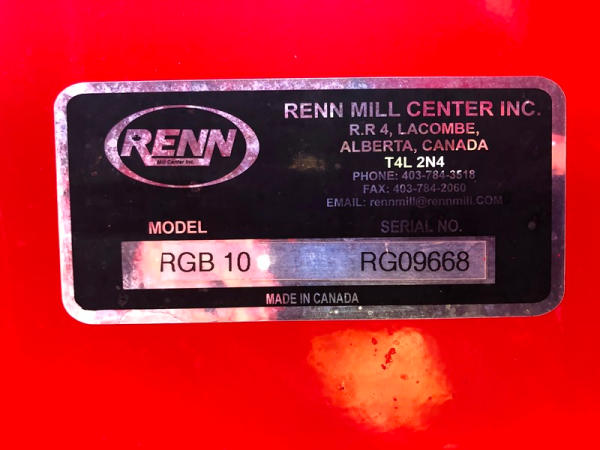 RENN
Mill Center Inc.
RENN MILL CENTER INC.
R.R 4, LACOMBE,
ALBERTA, CANADA
T4L 2N4
PHONE: 403-784-3518
FAX: 403-784-2060
EMAIL: rennmill@rennmill.COM
MODEL
SERIAL NO.
RGB 10
RG09668
MADE IN CANADA